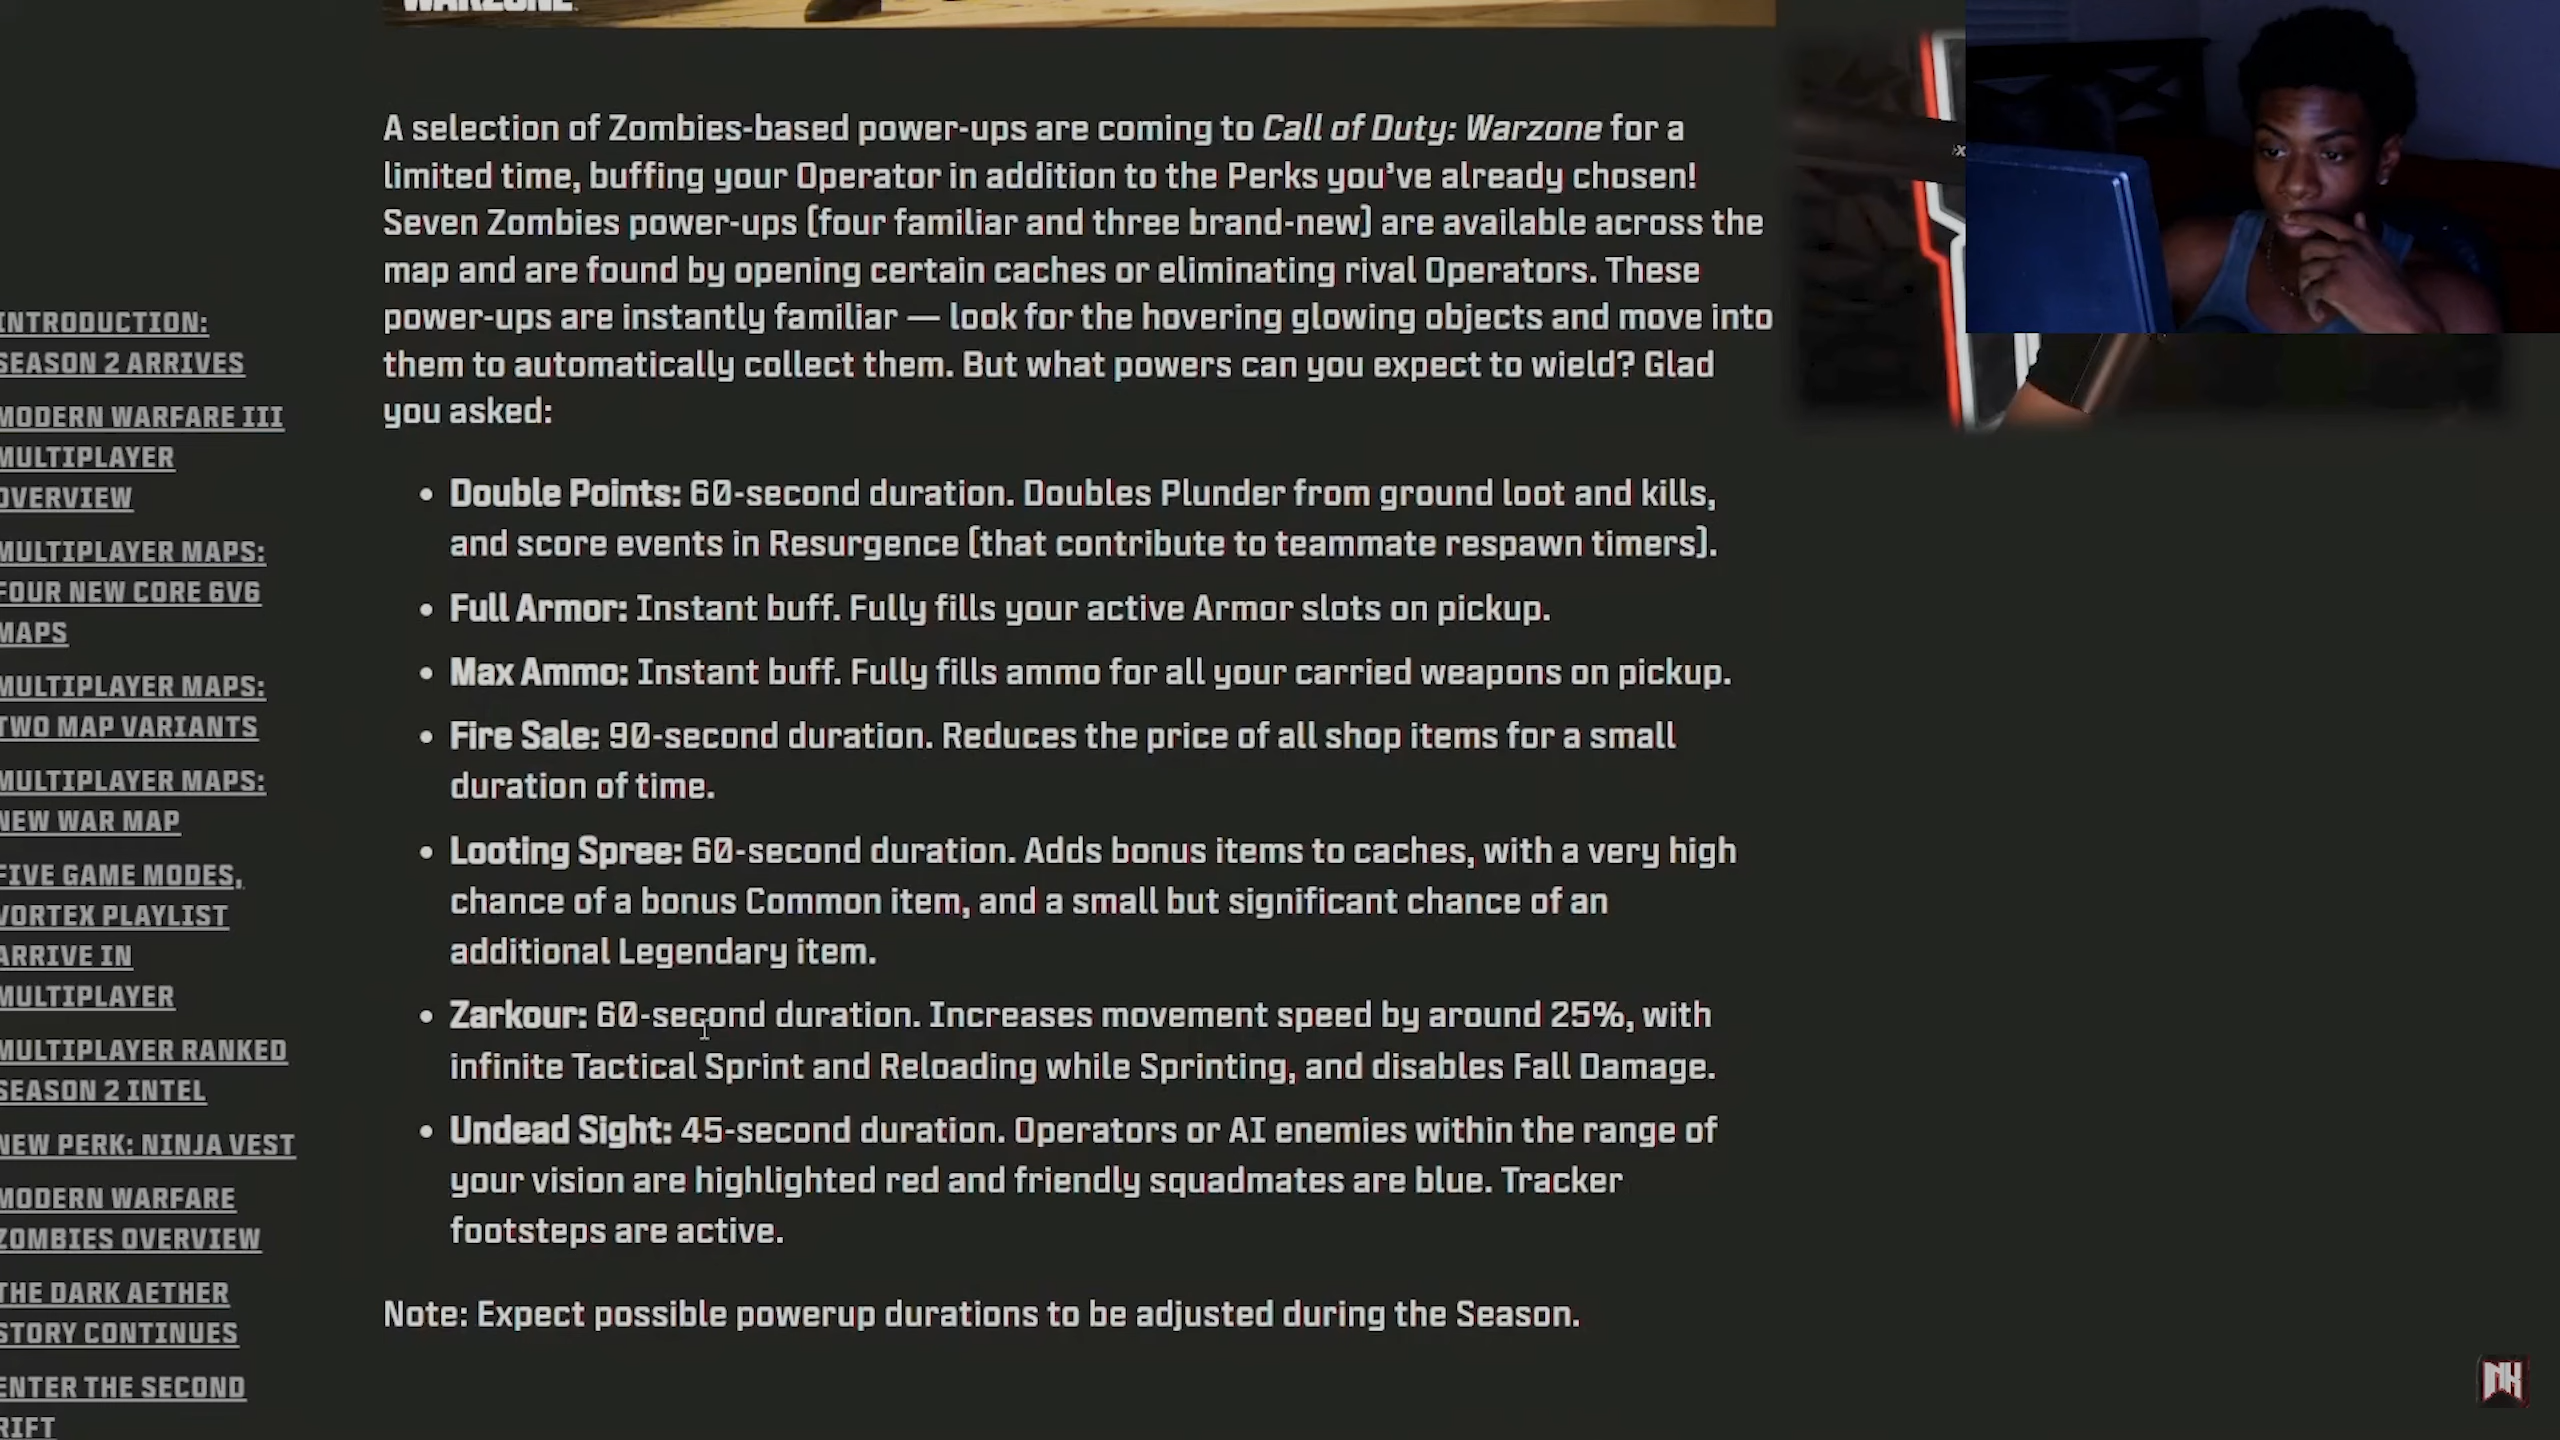 WARZONE
A selection of Zombies-based power-ups are coming to Call of Duty: Warzone for a
limited time, buffing your Operator in addition to the Perks you’ve already chosen!
Seven Zombies power-ups (four familiar and three brand-new) are available across the
map and are found by opening certain caches or eliminating rival Operators. These
power-ups are instantly familiar — look for the hovering glowing objects and move into
them to automatically collect them. But what powers can you expect to wield? Glad
you asked:
• Double Points: 60-second duration. Doubles Plunder from ground loot and kills,
and score events in Resurgence (that contribute to teammate respawn timers).
• Full Armor: Instant buff. Fully fills your active Armor slots on pickup.
• Max Ammo: Instant buff. Fully fills ammo for all your carried weapons on pickup.
• Fire Sale: 90-second duration. Reduces the price of all shop items for a small
duration of time.
• Looting Spree: 60-second duration. Adds bonus items to caches, with a very high
chance of a bonus Common item, and a small but significant chance of an
additional Legendary item.
• Zarkour: 60-second duration. Increases movement speed by around 25%, with
infinite Tactical Sprint and Reloading while Sprinting, and disables Fall Damage.
• Undead Sight: 45-second duration. Operators or AI enemies within the range of
your vision are highlighted red and friendly squadmates are blue. Tracker
footsteps are active.
Note: Expect possible powerup durations to be adjusted during the Season.
INTRODUCTION:
SEASON 2 ARRIVES
MODERN WARFARE III
MULTIPLAYER
OVERVIEW
MULTIPLAYER MAPS:
FOUR NEW CORE 6V6
MAPS
MULTIPLAYER MAPS:
TWO MAP VARIANTS
MULTIPLAYER MAPS:
NEW WAR MAP
FIVE GAME MODES,
VORTEX PLAYLIST
ARRIVE IN
MULTIPLAYER
MULTIPLAYER RANKED
SEASON 2 INTEL
NEW PERK: NINJA VEST
MODERN WARFARE
ZOMBIES OVERVIEW
THE DARK AETHER
STORY CONTINUES
ENTER THE SECOND
RIFT
NK